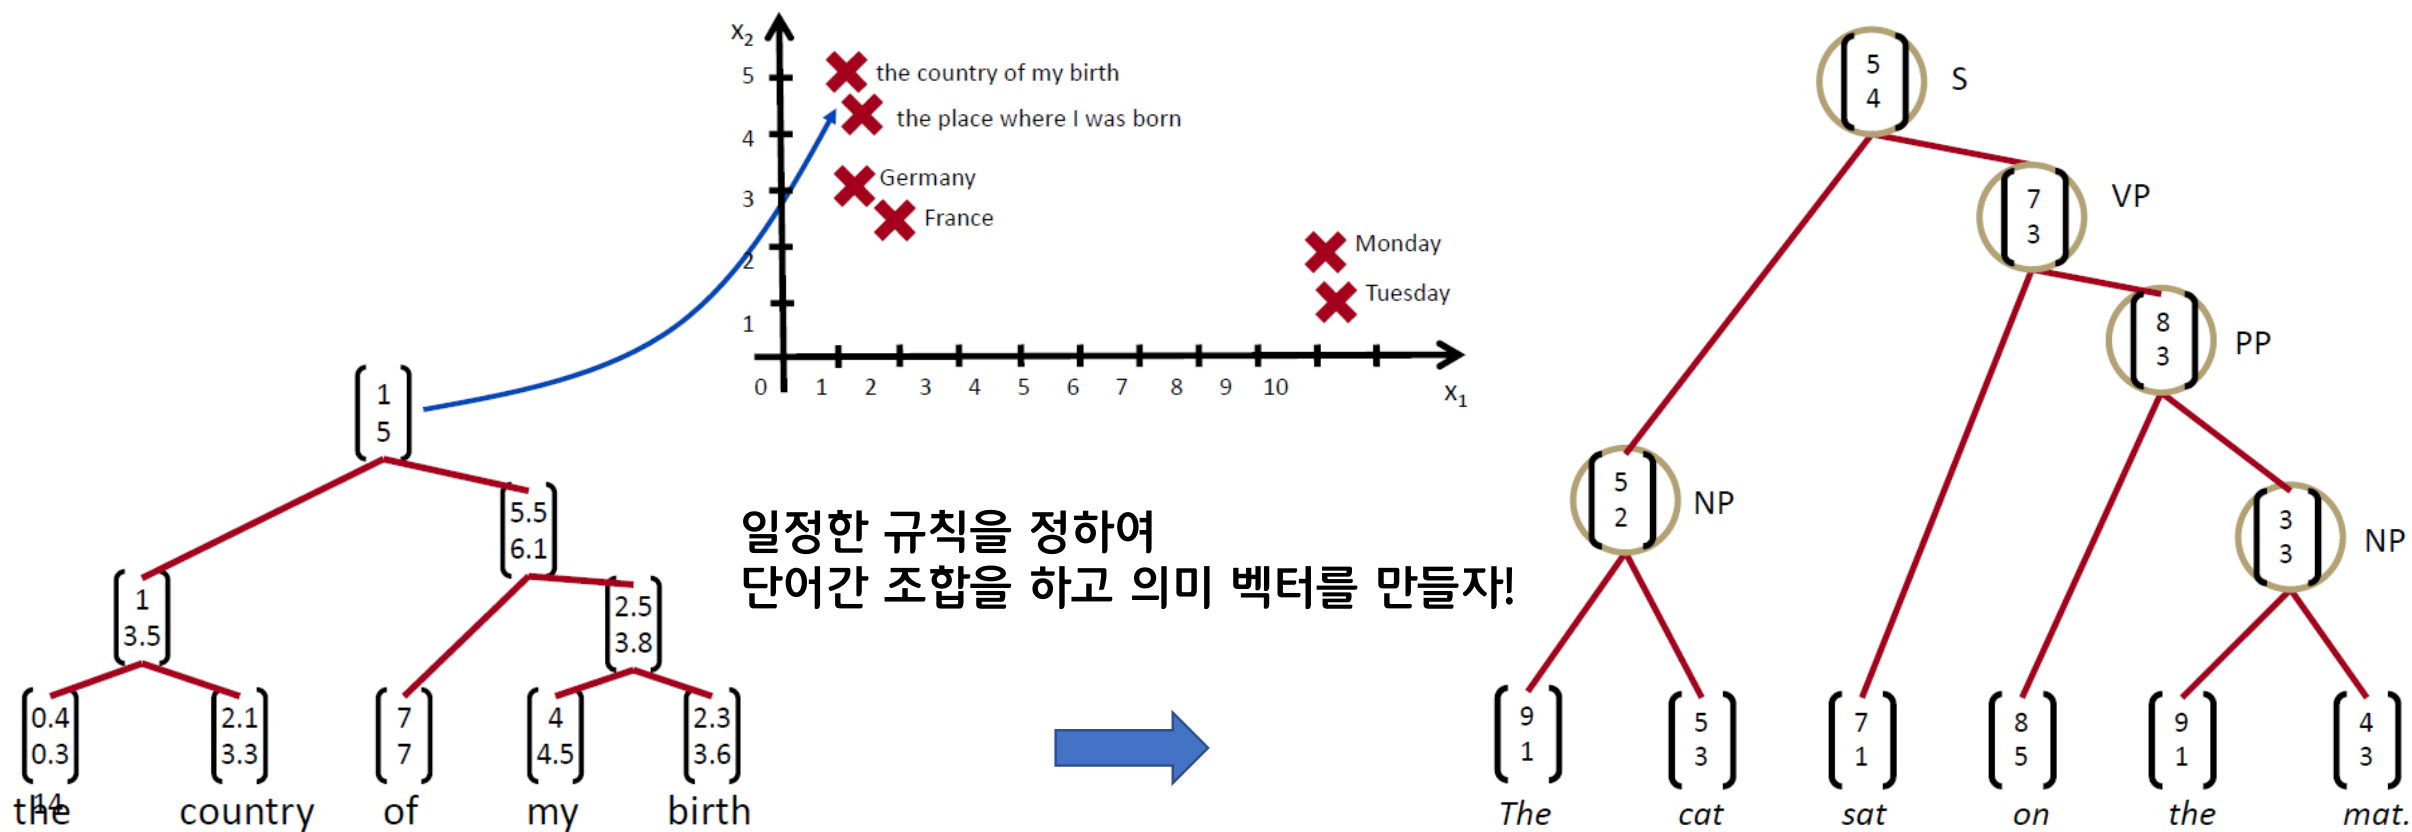 x2
5
the country of my birth
the place where I was born
4
Germany
3
France
2
Monday
Tuesday
1
0 1 2 3 4 5 6 7 8 9 10
x1
1
5
5.5
6.1
1
3.5
2.5
3.8
0.4 2.1 7 4 2.3
0.3 3.3 7 4.5 3.6
14
the country of my birth
일정한 규칙을 정하여
단어간 조합을 하고 의미 벡터를 만들자!
5
4
S
7
3
VP
8
3
PP
5
2
NP
3
3
NP
9 5 7 8 9 4
1 3 1 5 1 3
The cat sat on the mat.